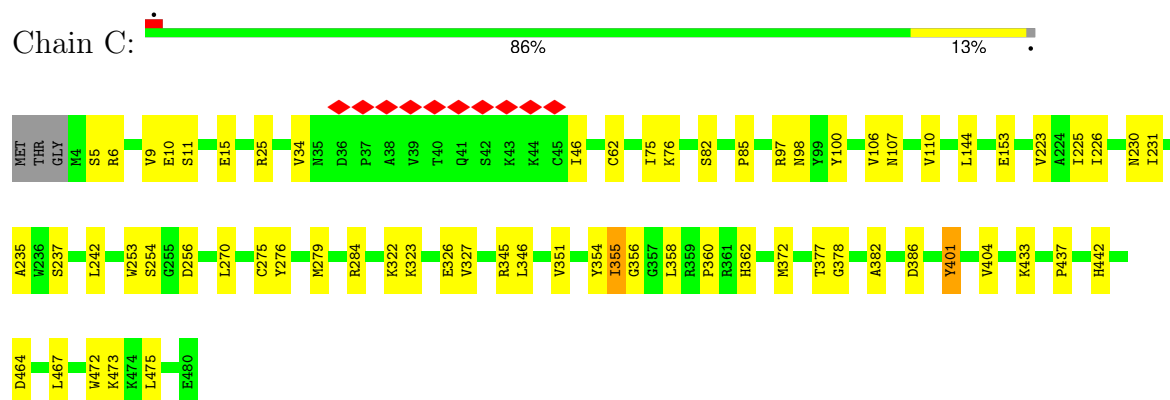 Chain C:
•
86% 13% •
MET THR GLY M4 S5 R6 V9 E10 S11 E15 R25 V34 N35 D36 P37 A38 V39 T40 Q41 S42 K43 K44 C45 I46 C62 I75 K76 S82 P85 R97 N98 Y99 Y100 V106 N107 V110 L144 E153 V223 A224 I225 I226 N230 I231
A235 W236 S237 L242 W253 S254 G255 D256 L270 C275 Y276 M279 R284 K322 K323 E326 V327 R345 L346 V351 Y354 I355 G356 G357 L358 R359 P360 R361 H362 M372 T377 G378 A382 D386 Y401 V404 K433 P437 H442
D464 L467 W472 K473 K474 L475 E480